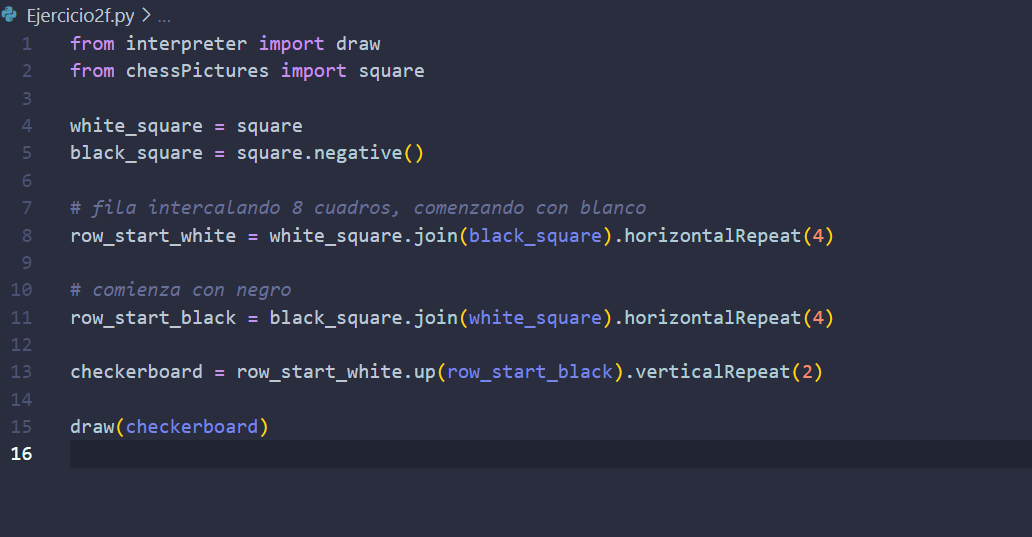 Ejercicio2f.py > ...
1 from interpreter import draw
2 from chessPictures import square
3
4 white_square = square
5 black_square = square.negative()
6
7 # fila intercalando 8 cuadros, comenzando con blanco
8 row_start_white = white_square.join(black_square).horizontalRepeat(4)
9
10 # comienza con negro
11 row_start_black = black_square.join(white_square).horizontalRepeat(4)
12
13 checkerboard = row_start_white.up(row_start_black).verticalRepeat(2)
14
15 draw(checkerboard)
16